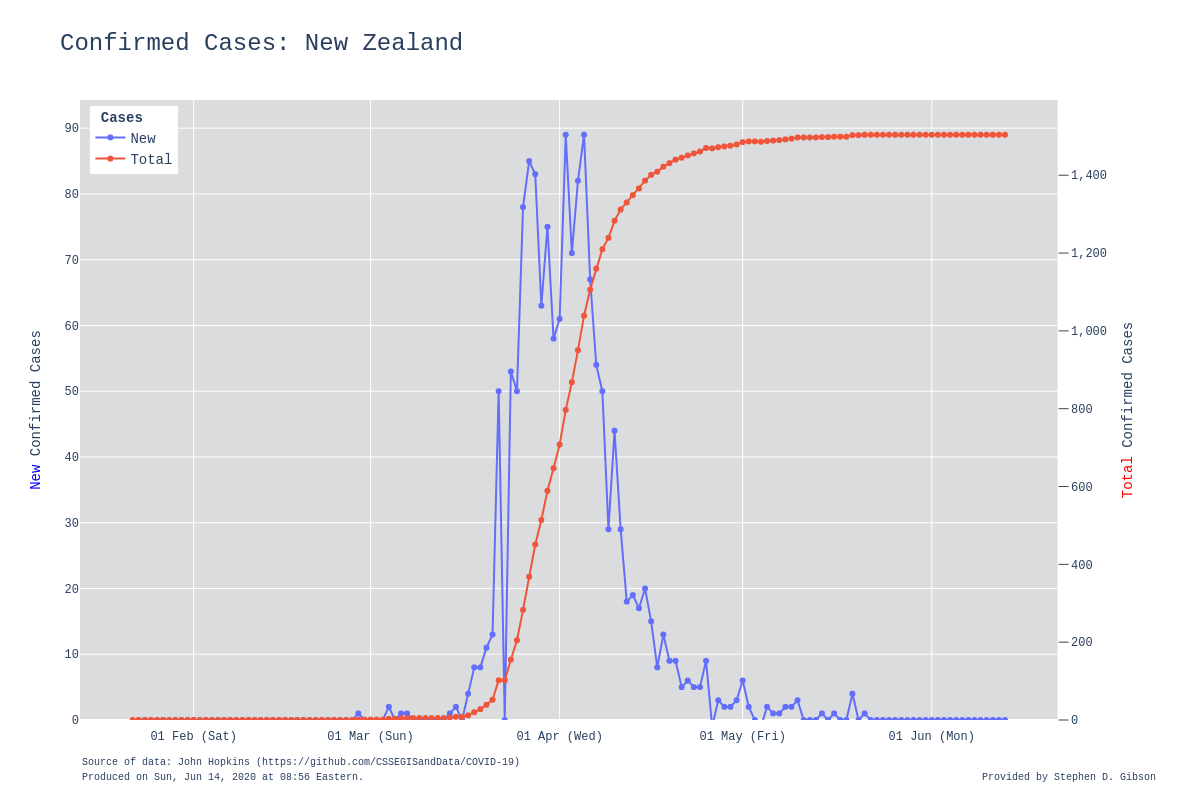 Confirmed Cases: New Zealand
Cases
New
Total
90
80
70
60
50
40
30
20
10
0
New Confirmed Cases
1,400
1,200
1,000
800
600
400
200
0
Total Confirmed Cases
01 Feb (Sat)
01 Mar (Sun)
01 Apr (Wed)
01 May (Fri)
01 Jun (Mon)
Source of data: John Hopkins (https://github.com/CSSEGISandData/COVID-19)
Produced on Sun, Jun 14, 2020 at 08:56 Eastern.
Provided by Stephen D. Gibson